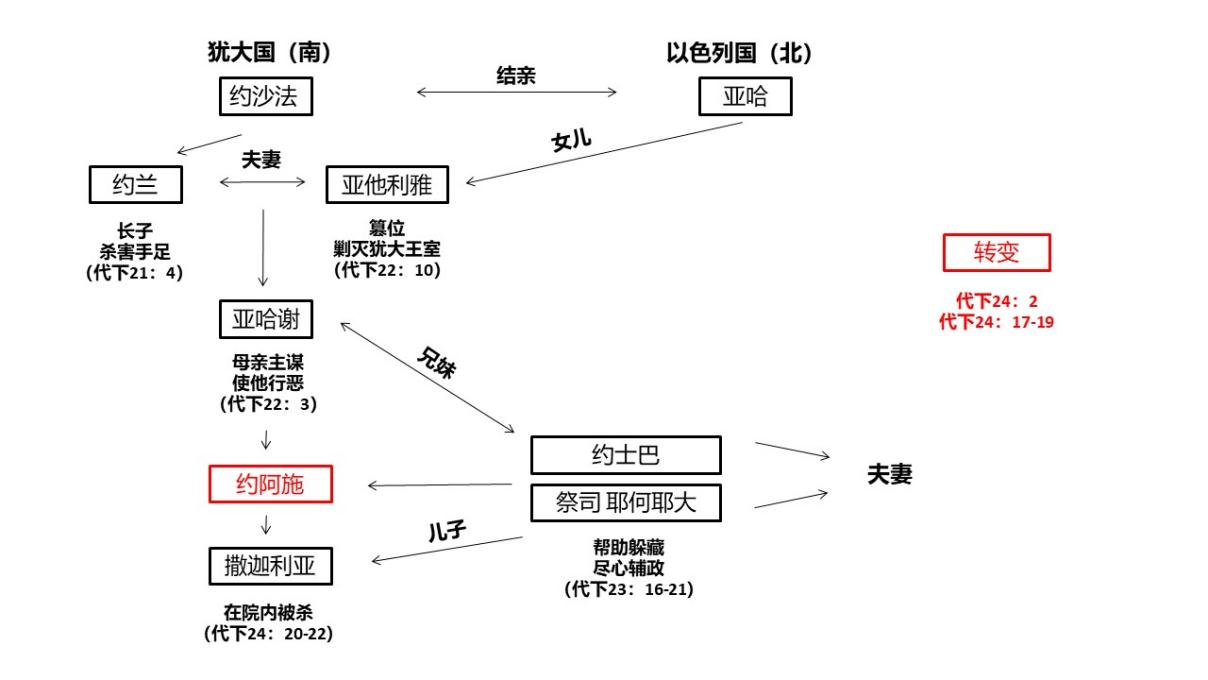 犹大国（南）
以色列国（北）
结亲
约沙法
亚哈
女儿
夫妻
约兰
亚他利雅
长子
杀害手足
（代下21：4）
篡位
剿灭犹大王室
（代下22：10）
转变
代下24：2
代下24：17-19
亚哈谢
兄妹
母亲主谋
使他行恶
（代下22：3）
约士巴
夫妻
约阿施
祭司 耶何耶大
儿子
撒迦利亚
帮助躲藏
尽心辅政
（代下23：16-21）
在院内被杀
（代下24：20-22）